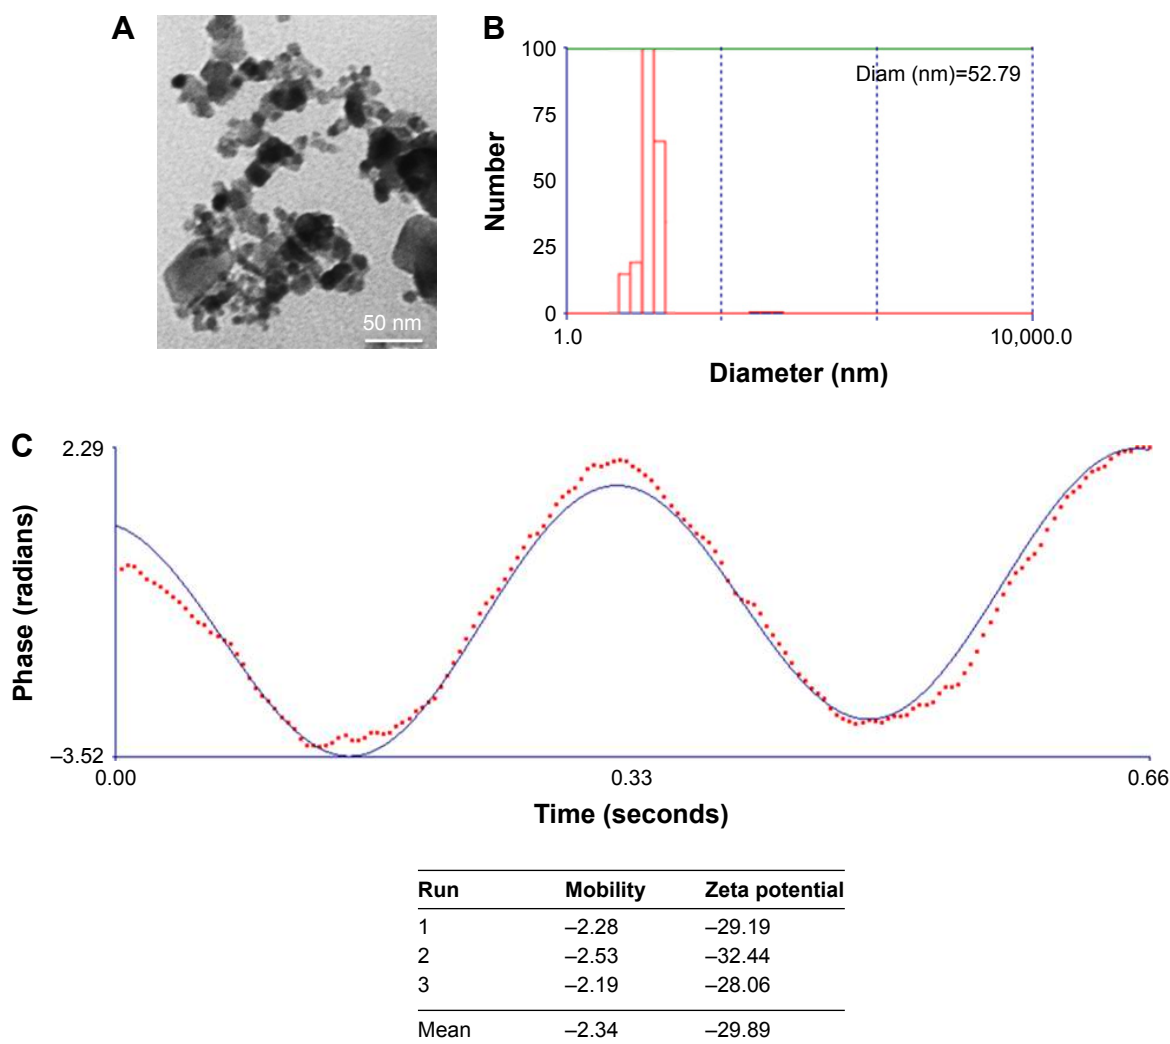 A
50 nm
B
Number
100
75
50
25
0
Diam (nm)=52.79
1.0
10,000.0
Diameter (nm)
C
Phase (radians)
2.29
–3.52
0.00
0.33
0.66
Time (seconds)
Run Mobility Zeta potential
1 –2.28 –29.19
2 –2.53 –32.44
3 –2.19 –28.06
Mean –2.34 –29.89